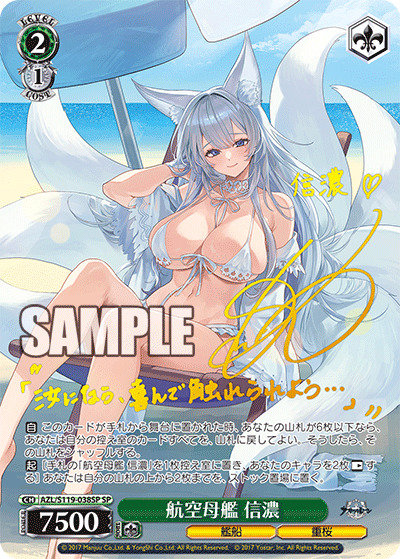 LEVEL
2
1
COST
信濃♡
SAMPLE
「汝になら、喜んで触れられよう…」
自 このカードが手札から舞台に置かれた時、あなたの山札が6枚以下なら、
あなたは自分の控え室のカードすべてを、山札に戻してよい。そうしたら、そ
の山札をシャッフルする。
起 [手札の「航空母艦 信濃」を1枚控え室に置き、あなたのキャラを2枚する]
あなたは自分の山札の上から2枚までを、ストック置場に置く。
CH AZL/S119-038SP SP
航空母艦 信濃
POWER
7500
艦船
重桜
© 2017 Manjuu Co.,Ltd. & YongShi Co.,Ltd. All Rights Reserved. © 2017 Yostar, Inc. All Rights Reserved.